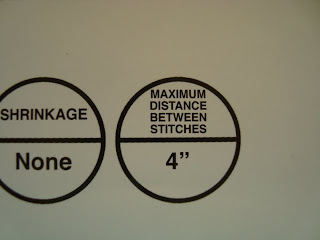 SHRINKAGE
None
MAXIMUM
DISTANCE
BETWEEN
STITCHES
4”